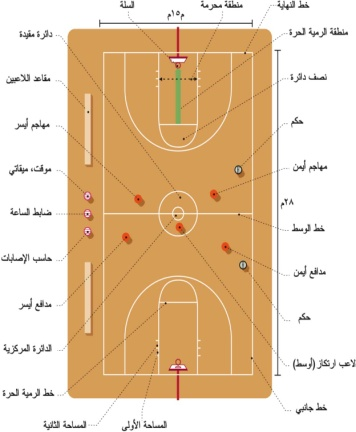 خط النهاية
منطقة محرمة
السلة
م١٥م
منطقة الرمية الحرة
دائرة مقيدة
نصف دائرة
مقاعد اللاعبين
حكم
مهاجم أيسر
مهاجم أيمن
موقت، ميقاتي
٢٨م
ضابط الساعة
خط الوسط
حاسب الإصابات
مدافع أيمن
مدافع أيسر
حكم
الدائرة المركزية
لاعب ارتكاز (أوسط)
خط الرمية الحرة
خط جانبي
المساحة الأولى
المساحة الثانية